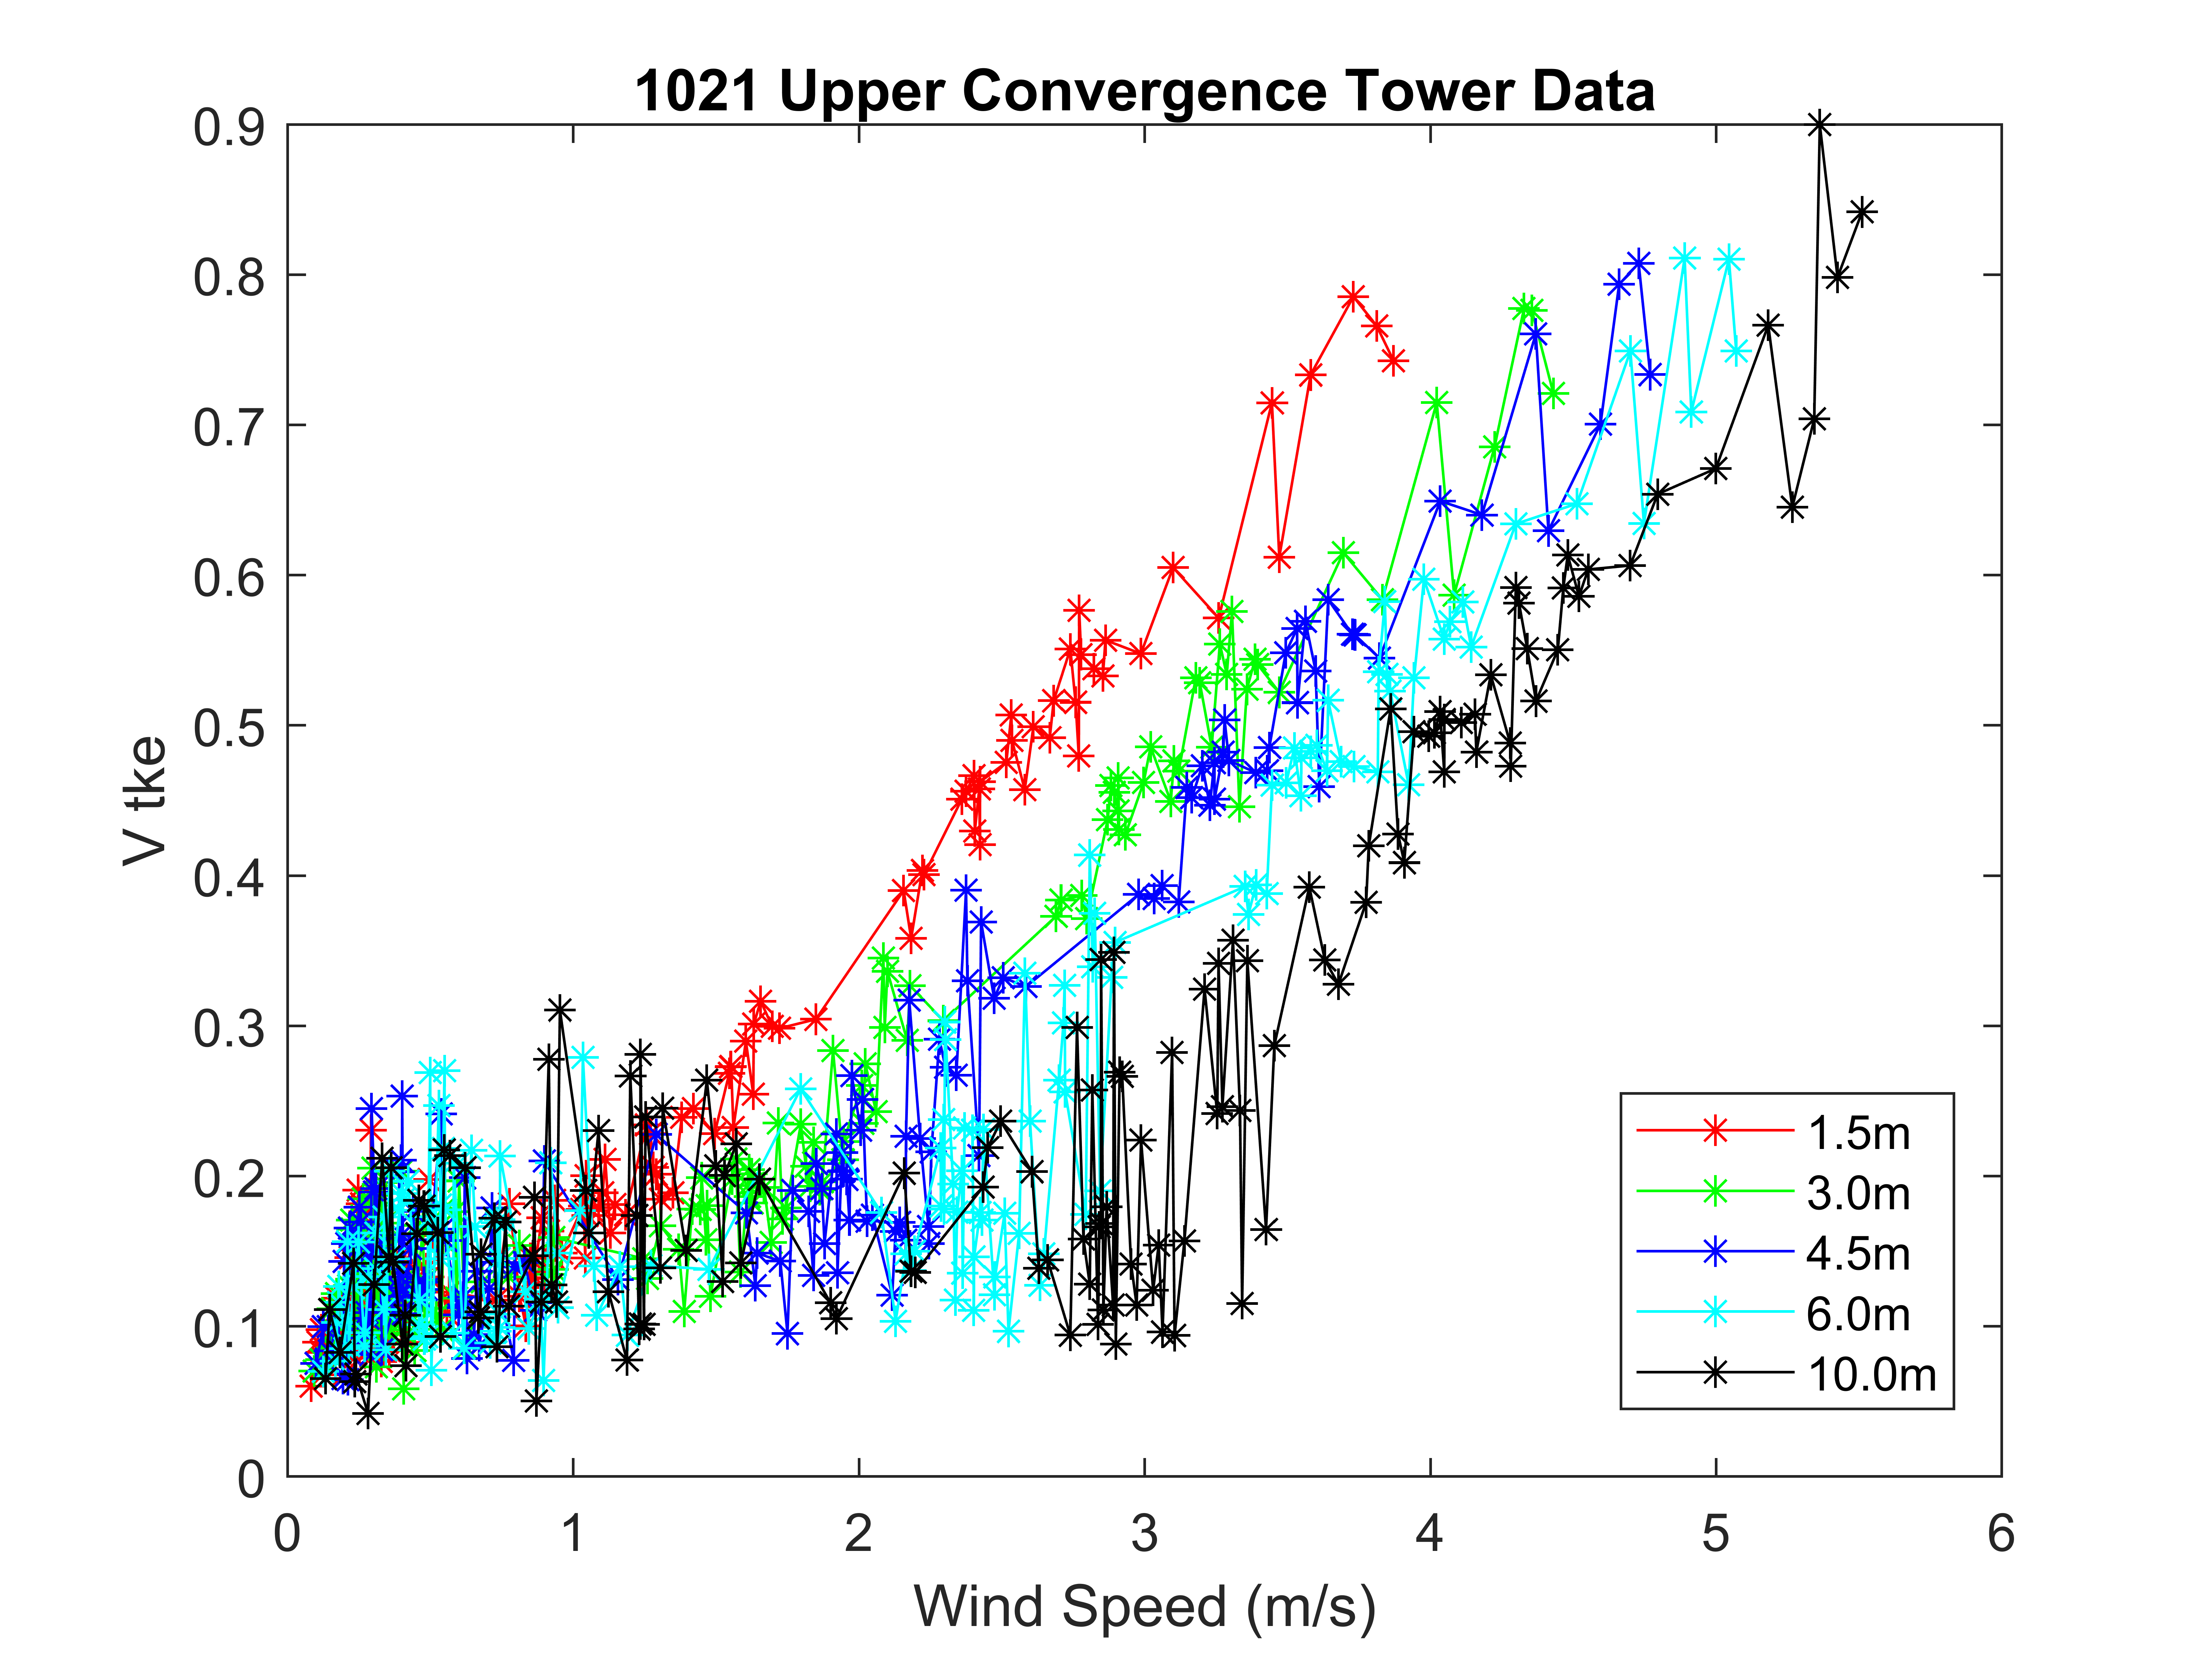 1021 Upper Convergence Tower Data
0.9
0.8
0.7
0.6
0.5
0.4
0.3
0.2
0.1
0
V tke
1.5m
3.0m
4.5m
6.0m
10.0m
0 1 2 3 4 5 6
Wind Speed (m/s)